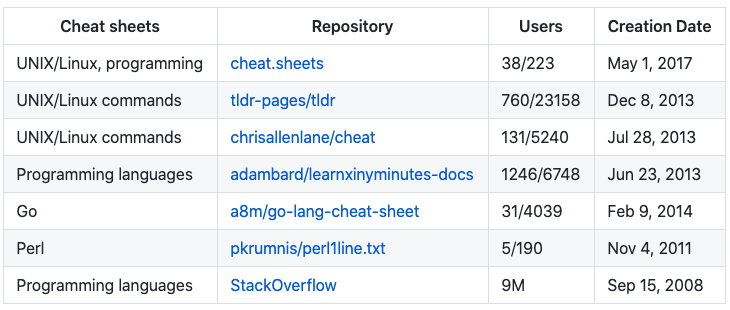 Cheat sheets Repository Users Creation Date
UNIX/Linux, programming cheat.sheets 38/223 May 1, 2017
UNIX/Linux commands tldr-pages/tldr 760/23158 Dec 8, 2013
UNIX/Linux commands chrisallenlane/cheat 131/5240 Jul 28, 2013
Programming languages adambard/learnxinyminutes-docs 1246/6748 Jun 23, 2013
Go a8m/go-lang-cheat-sheet 31/4039 Feb 9, 2014
Perl pkrumnis/perl1line.txt 5/190 Nov 4, 2011
Programming languages StackOverflow 9M Sep 15, 2008